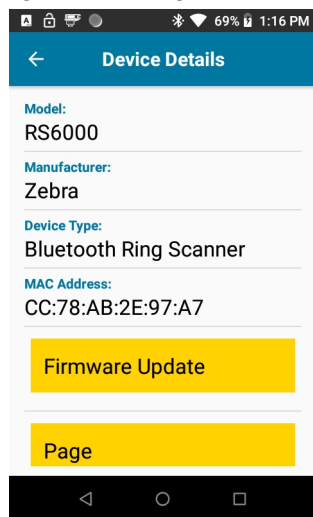 69% 1:16 PM
Device Details
Model:
RS6000
Manufacturer:
Zebra
Device Type:
Bluetooth Ring Scanner
MAC Address:
CC:78:AB:2E:97:A7
Firmware Update
Page